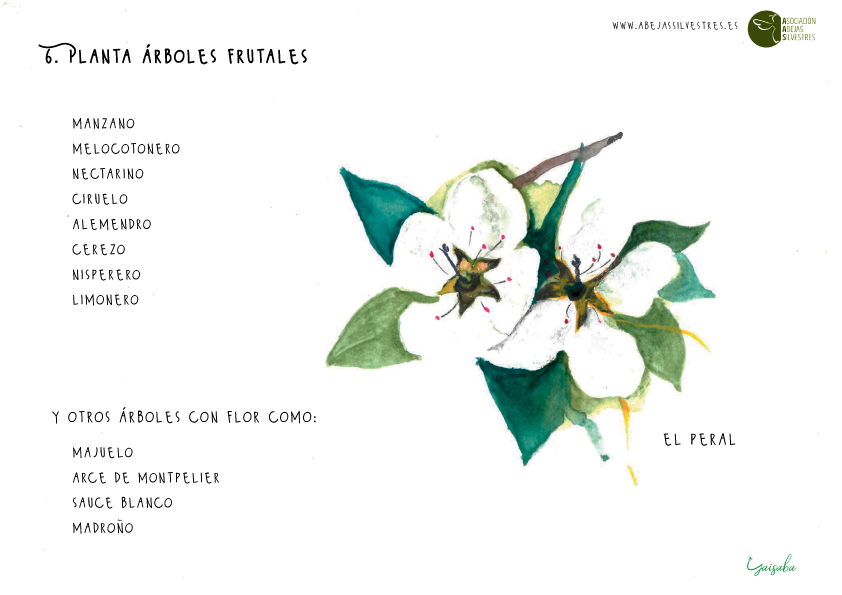 WWW.ABEJASSILVESTRES.ES
ASOCIACIÓN
ABEJAS
SILVESTRES
6. PLANTA ÁRBOLES FRUTALES
MANZANO
MELOCOTONERO
NECTARINO
CIRUELO
ALEMENDRO
CEREZO
NISPERERO
LIMONERO
Y OTROS ÁRBOLES CON FLOR COMO:
MAJUELO
ARCE DE MONTPELIER
SAUCE BLANCO
MADROÑO
EL PERAL
Gaisaba